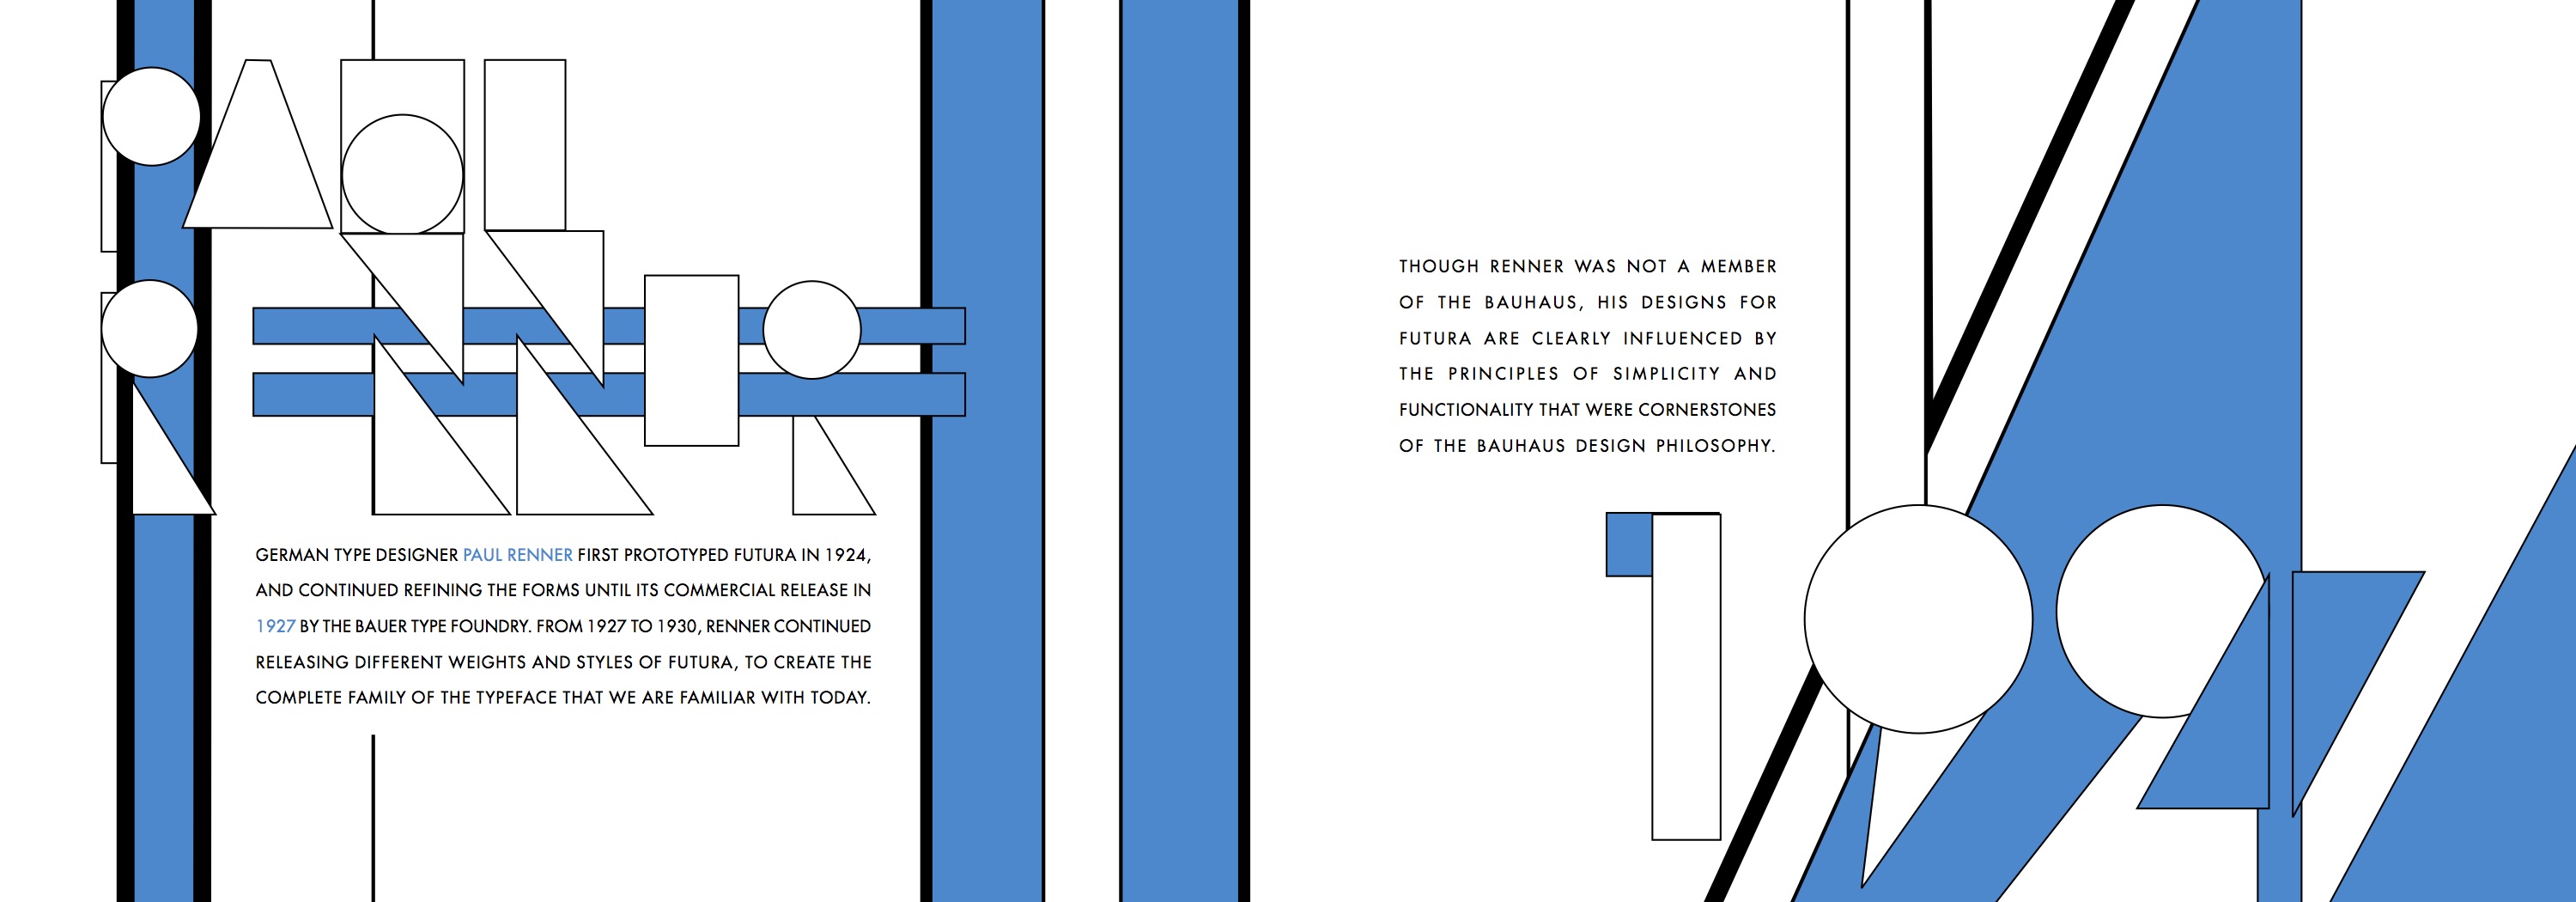 PAUL
RENNER
GERMAN TYPE DESIGNER PAUL RENNER FIRST PROTOTYPED FUTURA IN 1924,
AND CONTINUED REFINING THE FORMS UNTIL ITS COMMERCIAL RELEASE IN
1927 BY THE BAUER TYPE FOUNDRY. FROM 1927 TO 1930, RENNER CONTINUED
RELEASING DIFFERENT WEIGHTS AND STYLES OF FUTURA, TO CREATE THE
COMPLETE FAMILY OF THE TYPEFACE THAT WE ARE FAMILIAR WITH TODAY.
THOUGH RENNER WAS NOT A MEMBER
OF THE BAUHAUS, HIS DESIGNS FOR
FUTURA ARE CLEARLY INFLUENCED BY
THE PRINCIPLES OF SIMPLICITY AND
FUNCTIONALITY THAT WERE CORNERSTONES
OF THE BAUHAUS DESIGN PHILOSOPHY.
1927